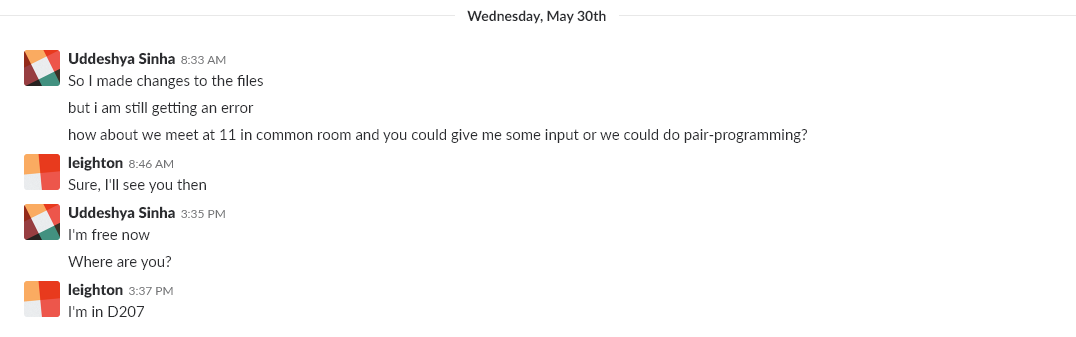 Wednesday, May 30th
Uddeshya Sinha 8:33 AM
So I made changes to the files
but i am still getting an error
how about we meet at 11 in common room and you could give me some input or we could do pair-programming?
leighton 8:46 AM
Sure, I'll see you then
Uddeshya Sinha 3:35 PM
I'm free now
Where are you?
leighton 3:37 PM
I'm in D207